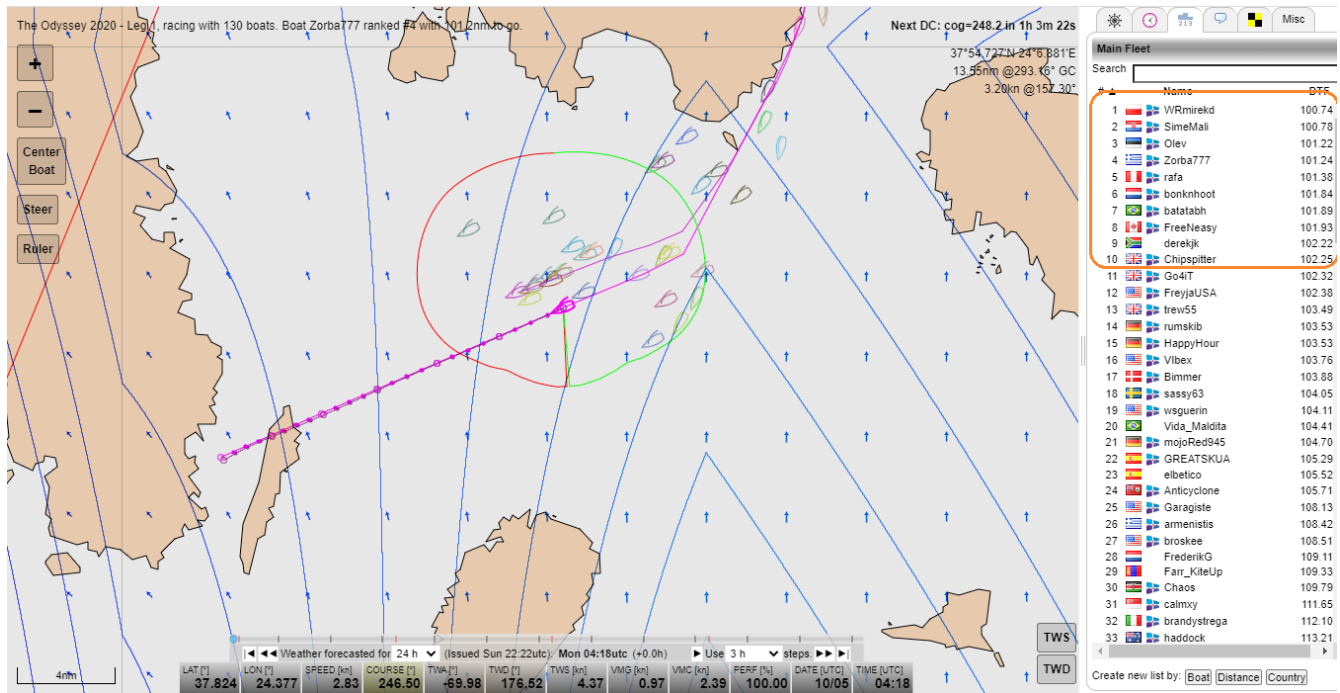 The Odyssey 2020 - Leg 1, racing with 130 boats. Boat Zorba777 ranked #4 with 101.2nm to go.
Next DC: cog=248.2 in 1h 3m 22s
37°54.727'N 24°6.881'E
13.55nm @293.16° GC
3.20kn @157.30°
+
−
Center
Boat
Steer
Ruler
4nm
Weather forecasted for 24 h (Issued Sun 22:22utc): Mon 04:18utc (+0.0h) Use 3 h steps.
TWS
TWD
LAT [°] LON [°] SPEED [kn] COURSE [°] TWA [°] TWD [°] TWS [kn] VMG [kn] VMC [kn] PERF [%] DATE [UTC] TIME [UTC]
37.824 24.377 2.83 246.50 -69.98 176.52 4.37 0.97 2.39 100.00 10/05 04:18
213
Misc
Main Fleet
Search
# Name DTF
1 WRmirekd 100.74
2 SimeMali 100.78
3 Olev 101.22
4 Zorba777 101.24
5 rafa 101.38
6 bonknhoot 101.84
7 batatabh 101.89
8 FreeNeasy 101.93
9 derekjk 102.22
10 Chipspitter 102.25
11 Go4iT 102.32
12 FreyjaUSA 102.38
13 trew55 103.49
14 rumskib 103.53
15 HappyHour 103.53
16 VIbex 103.76
17 Bimmer 103.88
18 sassy63 104.05
19 wsguerin 104.11
20 Vida_Maldita 104.41
21 mojoRed945 104.70
22 GREATSKUA 105.29
23 elbetico 105.52
24 Anticyclone 105.71
25 Garagiste 108.13
26 armenistis 108.42
27 broskee 108.51
28 FrederikG 109.11
29 Farr_KiteUp 109.33
30 Chaos 109.79
31 calmxy 111.65
32 brandystrega 112.10
33 haddock 113.21
Create new list by: Boat Distance Country